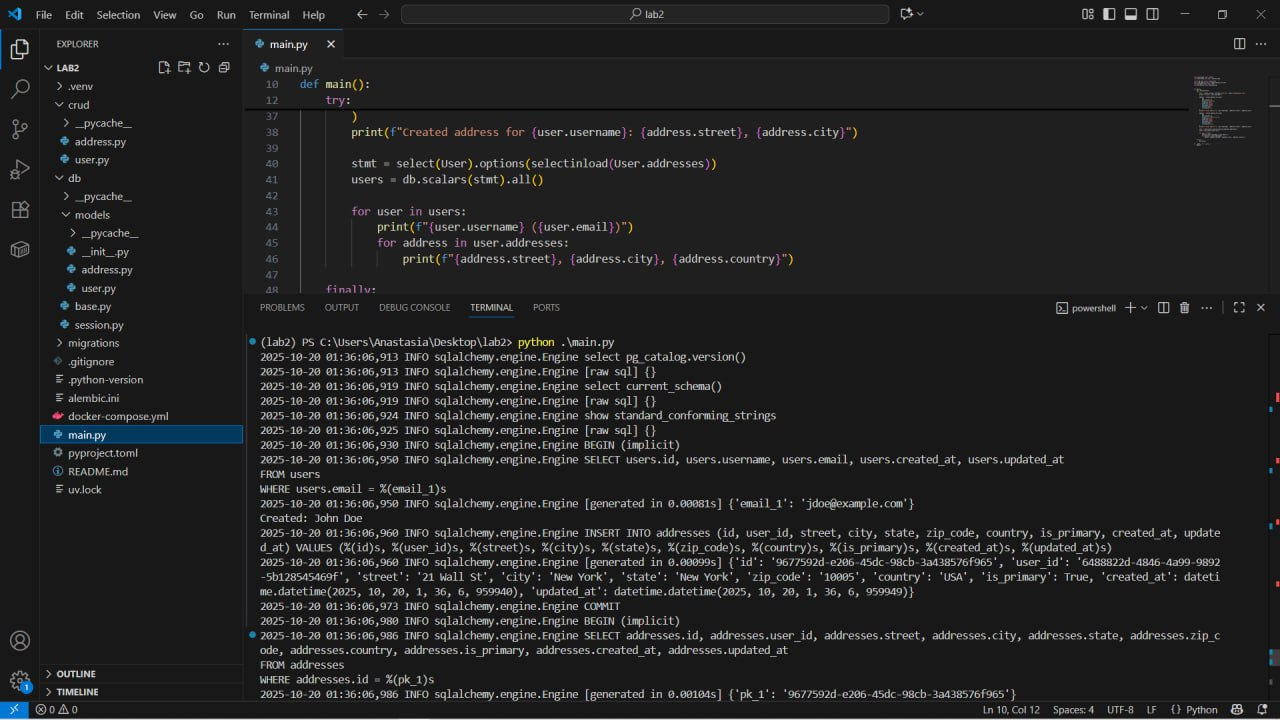 File Edit Selection View Go Run Terminal Help
lab2
EXPLORER
LAB2
.venv
crud
__pycache__
address.py
user.py
db
__pycache__
models
__pycache__
__init__.py
address.py
user.py
base.py
session.py
migrations
.gitignore
.python-version
alembic.ini
docker-compose.yml
main.py
pyproject.toml
README.md
uv.lock
OUTLINE
TIMELINE
1
main.py
main.py
10 def main():
12 try:
37 )
38 print(f"Created address for {user.username}: {address.street}, {address.city}")
39
40 stmt = select(User).options(selectinload(User.addresses))
41 users = db.scalars(stmt).all()
42
43 for user in users:
44 print(f"{user.username} ({user.email})")
45 for address in user.addresses:
46 print(f"{address.street}, {address.city}, {address.country}")
47
48 finally:
PROBLEMS OUTPUT DEBUG CONSOLE TERMINAL PORTS
powershell
(lab2) PS C:\Users\Anastasia\Desktop\lab2> python .\main.py
2025-10-20 01:36:06,913 INFO sqlalchemy.engine.Engine select pg_catalog.version()
2025-10-20 01:36:06,913 INFO sqlalchemy.engine.Engine [raw sql] {}
2025-10-20 01:36:06,919 INFO sqlalchemy.engine.Engine select current_schema()
2025-10-20 01:36:06,919 INFO sqlalchemy.engine.Engine [raw sql] {}
2025-10-20 01:36:06,924 INFO sqlalchemy.engine.Engine show standard_conforming_strings
2025-10-20 01:36:06,925 INFO sqlalchemy.engine.Engine [raw sql] {}
2025-10-20 01:36:06,930 INFO sqlalchemy.engine.Engine BEGIN (implicit)
2025-10-20 01:36:06,950 INFO sqlalchemy.engine.Engine SELECT users.id, users.username, users.email, users.created_at, users.updated_at
FROM users
WHERE users.email = %(email_1)s
2025-10-20 01:36:06,950 INFO sqlalchemy.engine.Engine [generated in 0.00081s] {'email_1': 'jdoe@example.com'}
Created: John Doe
2025-10-20 01:36:06,960 INFO sqlalchemy.engine.Engine INSERT INTO addresses (id, user_id, street, city, state, zip_code, country, is_primary, created_at, update
d_at) VALUES (%(id)s, %(user_id)s, %(street)s, %(city)s, %(state)s, %(zip_code)s, %(country)s, %(is_primary)s, %(created_at)s, %(updated_at)s)
2025-10-20 01:36:06,960 INFO sqlalchemy.engine.Engine [generated in 0.00099s] {'id': '9677592d-e206-45dc-98cb-3a438576f965', 'user_id': '6488822d-4846-4a99-9892
-5b128545469f', 'street': '21 Wall St', 'city': 'New York', 'state': 'New York', 'zip_code': '10005', 'country': 'USA', 'is_primary': True, 'created_at': dateti
me.datetime(2025, 10, 20, 1, 36, 6, 959940), 'updated_at': datetime.datetime(2025, 10, 20, 1, 36, 6, 959949)}
2025-10-20 01:36:06,973 INFO sqlalchemy.engine.Engine COMMIT
2025-10-20 01:36:06,980 INFO sqlalchemy.engine.Engine BEGIN (implicit)
2025-10-20 01:36:06,986 INFO sqlalchemy.engine.Engine SELECT addresses.id, addresses.user_id, addresses.street, addresses.city, addresses.state, addresses.zip_c
ode, addresses.country, addresses.is_primary, addresses.created_at, addresses.updated_at
FROM addresses
WHERE addresses.id = %(pk_1)s
2025-10-20 01:36:06,986 INFO sqlalchemy.engine.Engine [generated in 0.00104s] {'pk_1': '9677592d-e206-45dc-98cb-3a438576f965'}
0 0 Ln 10, Col 12 Spaces: 4 UTF-8 LF {} Python